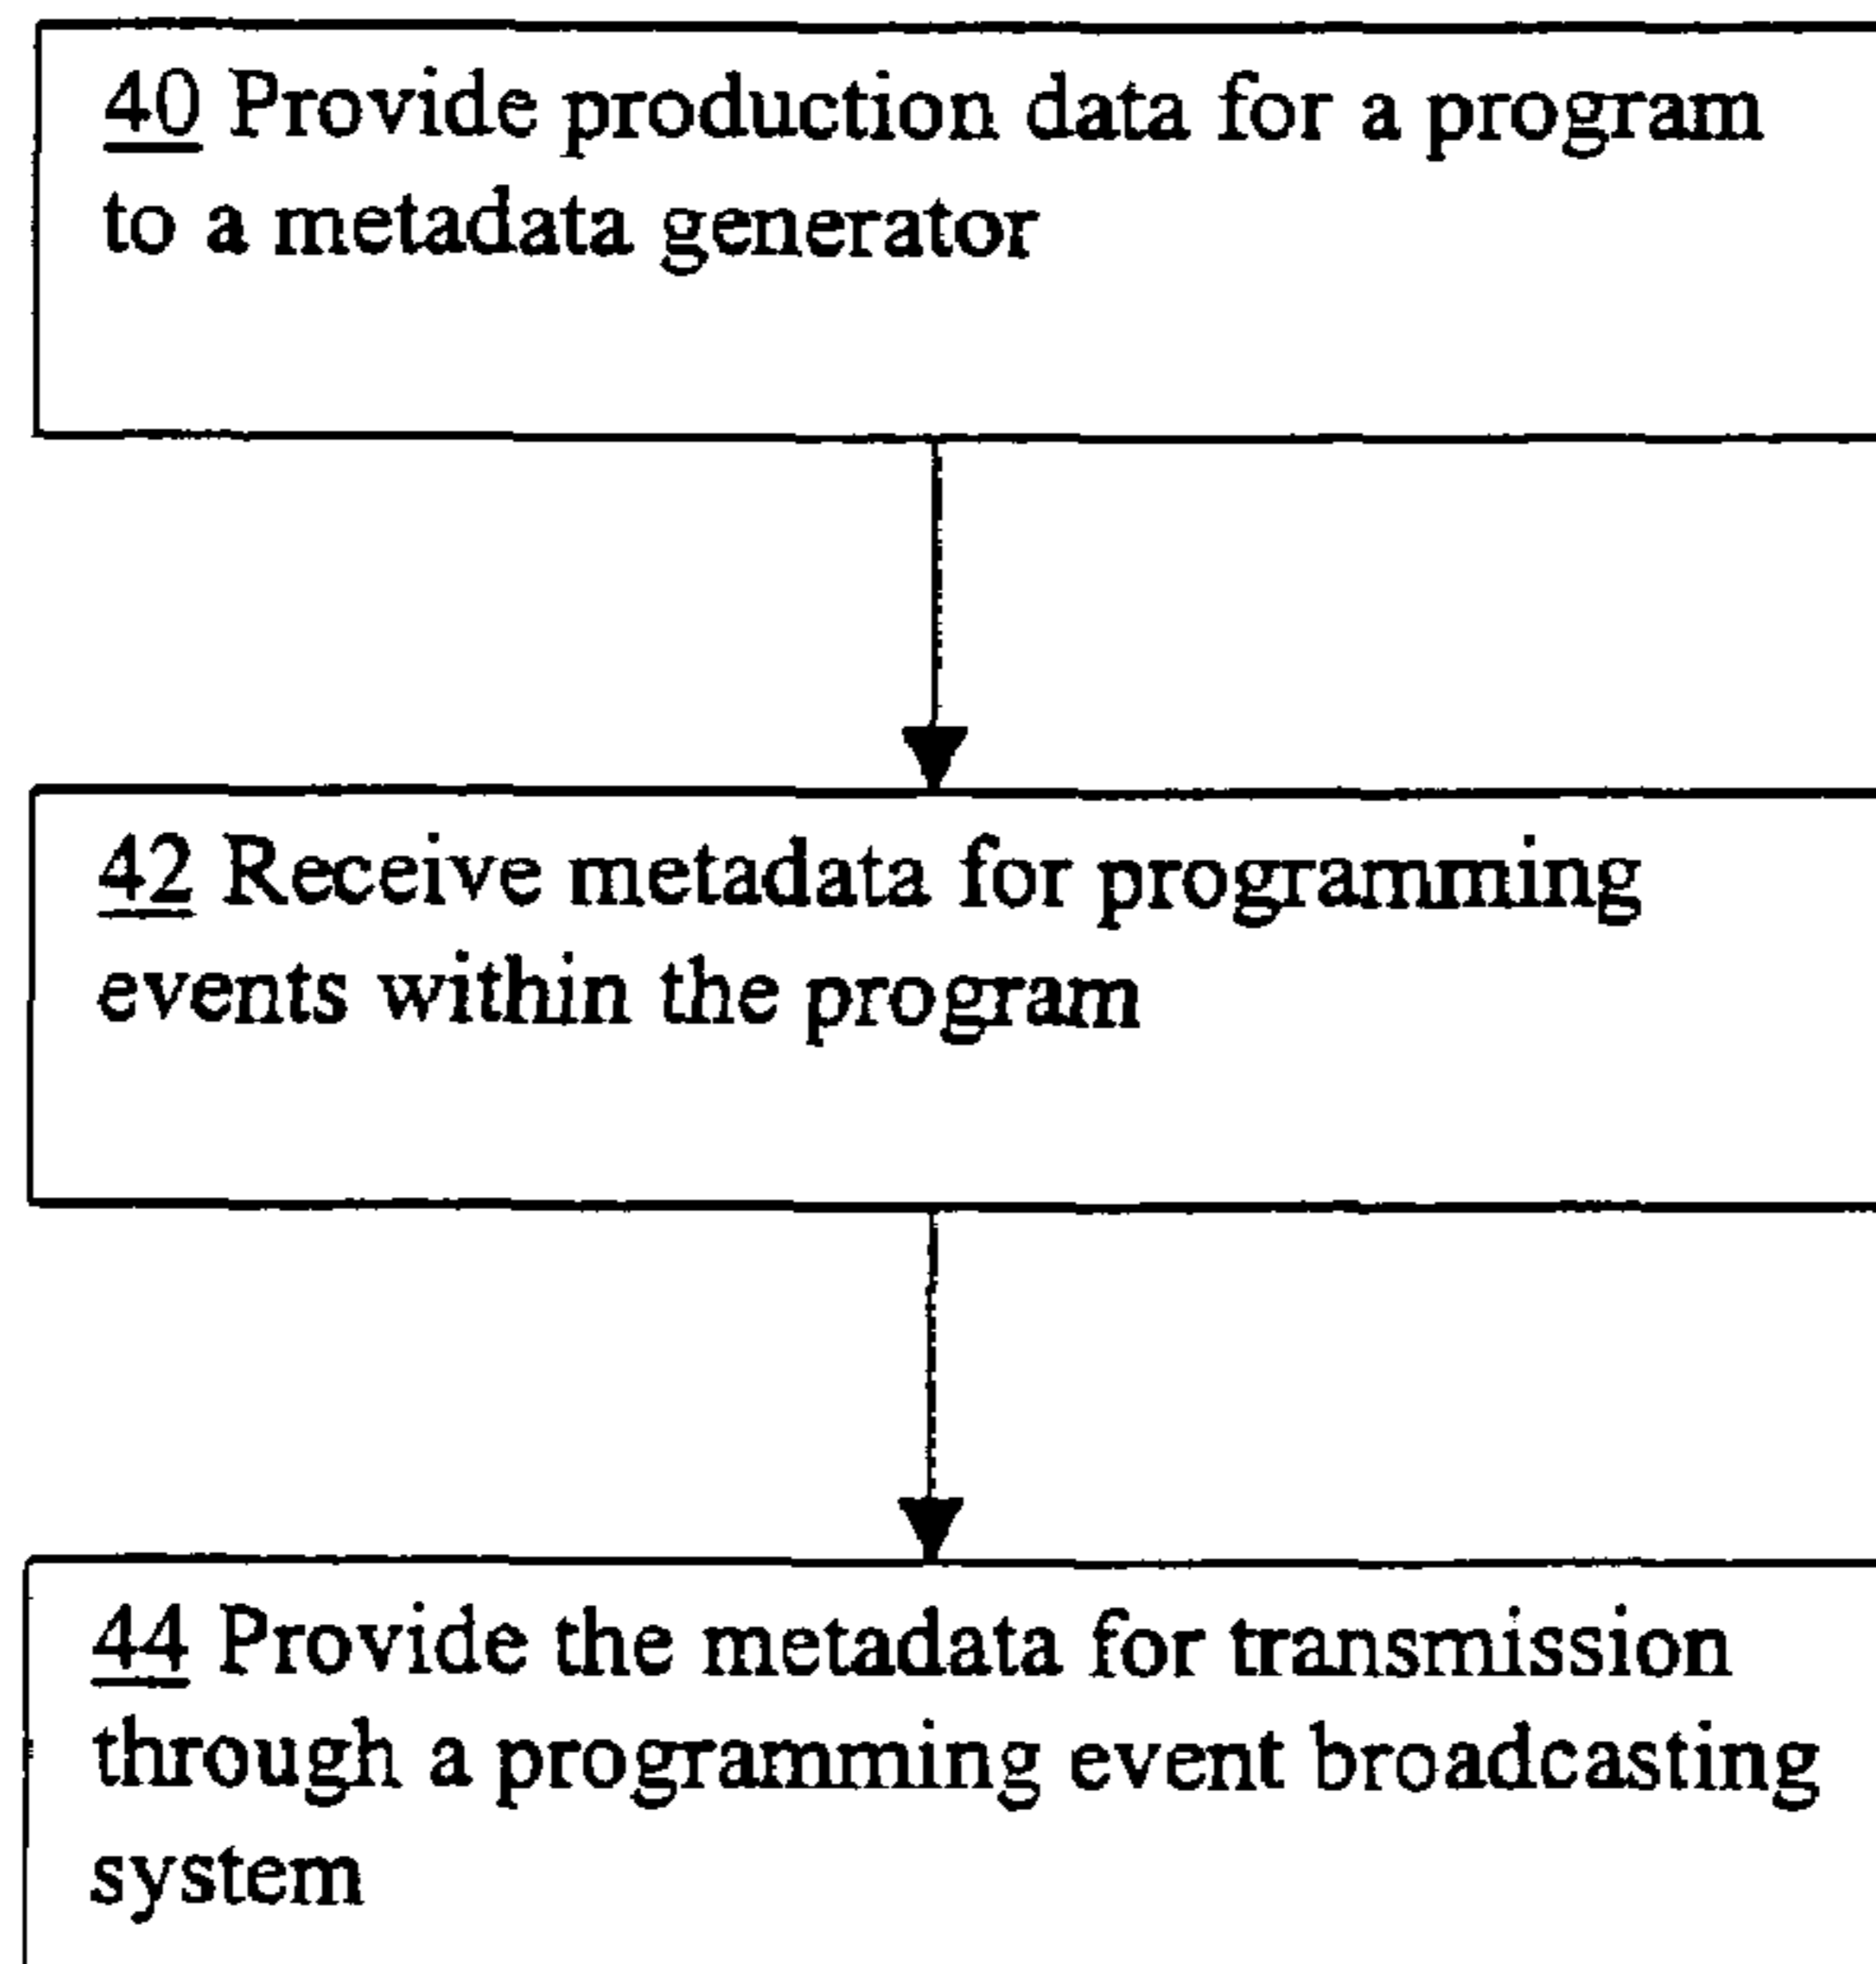 40 Provide production data for a program
to a metadata generator
42 Receive metadata for programming
events within the program
44 Provide the metadata for transmission
through a programming event broadcasting
system